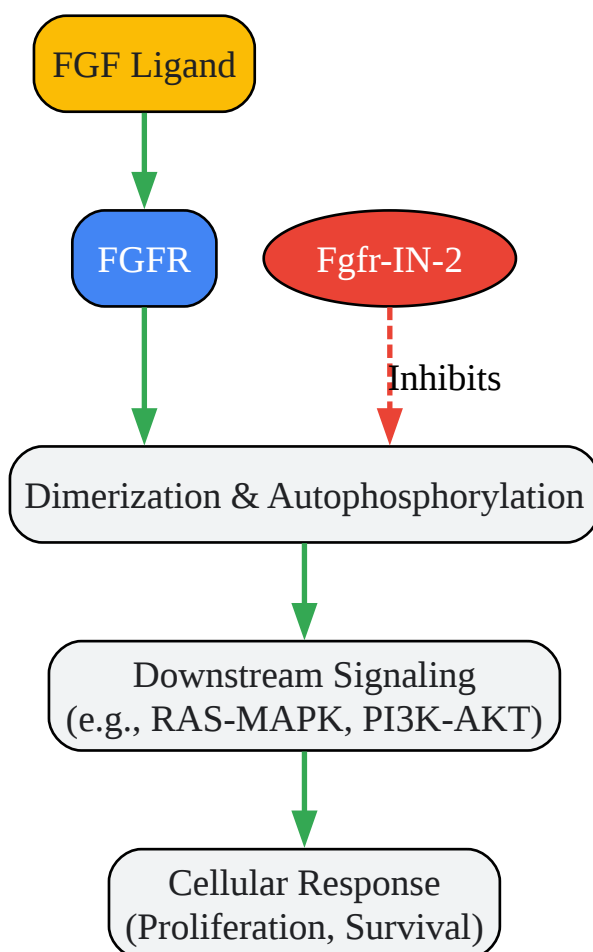 FGF Ligand
FGFR
Fgfr-IN-2
Inhibits
Dimerization & Autophosphorylation
Downstream Signaling
(e.g., RAS-MAPK, PI3K-AKT)
Cellular Response
(Proliferation, Survival)